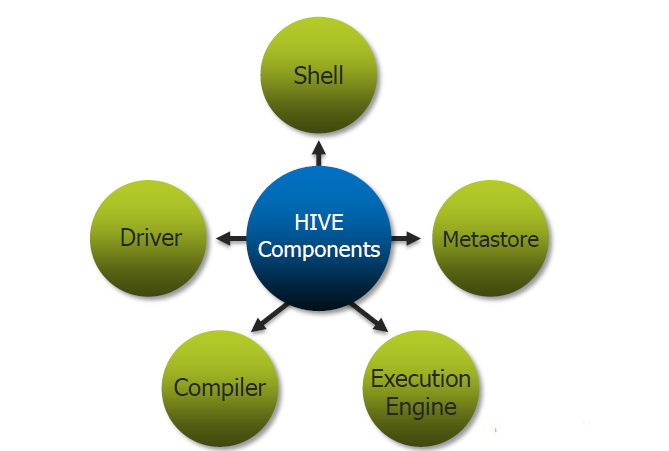 Shell
HIVE
Components
Driver
Metastore
Compiler
Execution
Engine